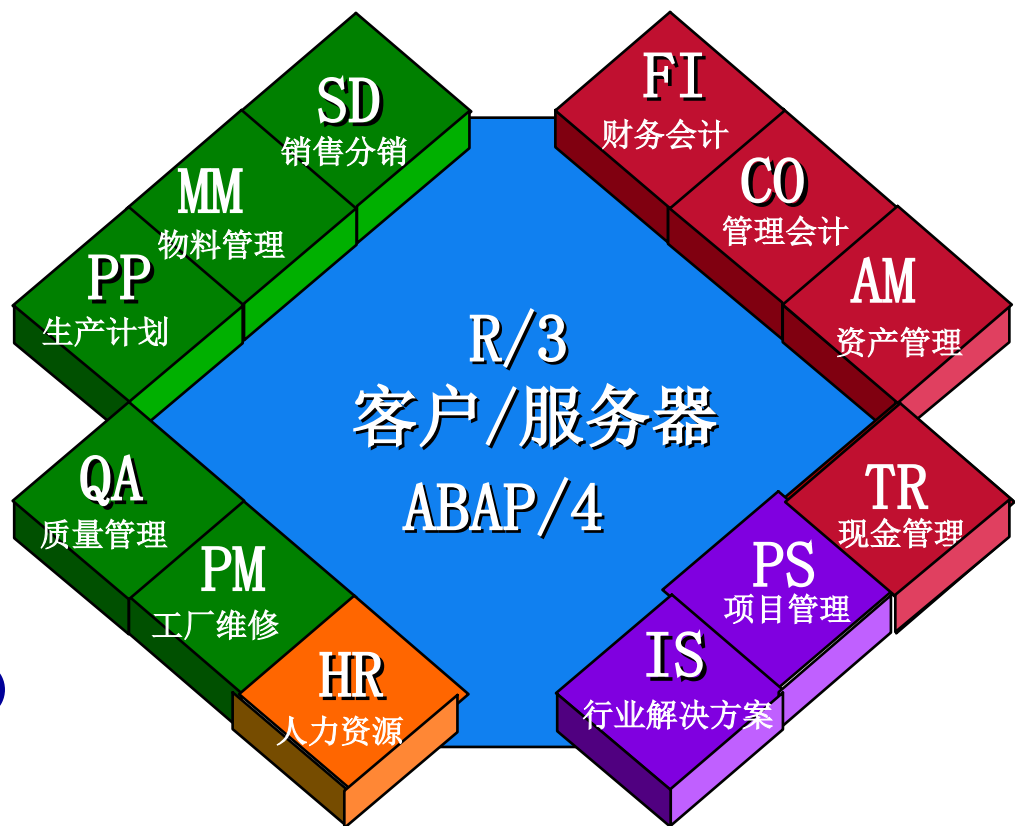 SD
销售分销
MM
物料管理
PP
生产计划
FI
财务会计
CO
管理会计
AM
资产管理
R/3
客户/服务器
ABAP/4
QA
质量管理
PM
工厂维修
HR
人力资源
TR
现金管理
PS
项目管理
IS
行业解决方案